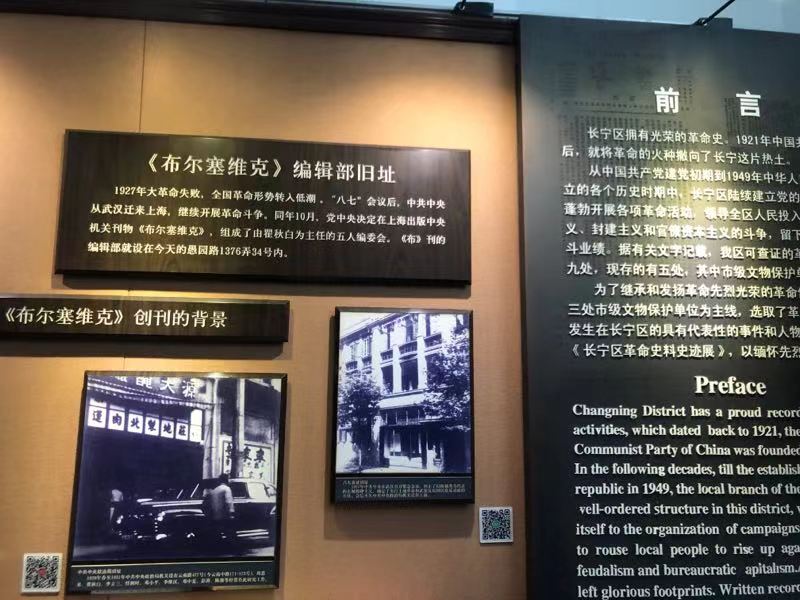 《布尔塞维克》编辑部旧址
1927年大革命失败，全国革命形势转入低潮。“八七”会议后，中共中央
从武汉迁来上海，继续开展革命斗争。同年10月，党中央决定在上海出版中央
机关刊物《布尔塞维克》，组成了由瞿秋白为主任的五人编委会。《布》刊的
编辑部就设在今天的愚园路1376弄34号内。
《布尔塞维克》创刊的背景
八七会议旧址
中共中央政治局旧址
前 言
长宁区拥有光荣的革命史。1921年中国共
后，就将革命的火种撒向了长宁这片热土。
从中国共产党建党初期到1949年中华人
立的各个历史时期中，长宁区陆续建立党的
蓬勃开展各项革命活动，领导全区人民投入
义、封建主义和官僚资本主义的斗争，留下
斗业绩。据有关文字记载，我区可查证的革
九处，现存的有五处，其中市级文物保护单
为了继承和发扬革命先烈光荣的革命
三处市级文物保护单位为主线，选取了革
发生在长宁区的具有代表性的事件和人物
《长宁区革命史料史迹展》，以缅怀先烈
Preface
Changning District has a proud record
activities, which dated back to 1921, the
Communist Party of China was founded
In the following decades, till the establis
republic in 1949, the local branch of the
vell-ordered structure in this district,
itself to the organization of campaigns
to rouse local people to rise up aga
feudalism and bureaucratic apitalism.
left glorious footprints. Written record